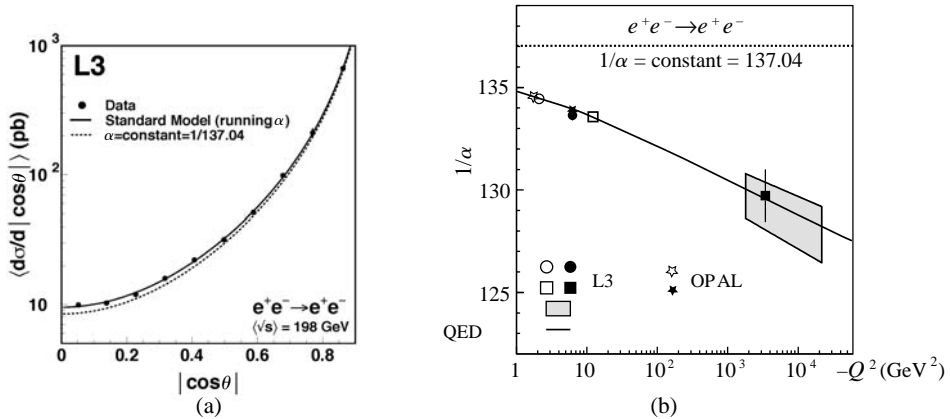 10³
L3
Data
Standard Model (running α)
α=constant=1/137.04
⟨dσ/d|cosθ|⟩ (pb)
10²
10
e⁺e⁻→e⁺e⁻
⟨√s⟩ = 198 GeV
0 0.2 0.4 0.6 0.8
|cosθ|
(a)
e⁺e⁻→e⁺e⁻
1/α = constant = 137.04
135
1/α
130
125
L3
OPAL
QED
1 10 10² 10³ 10⁴ –Q² (GeV²)
(b)